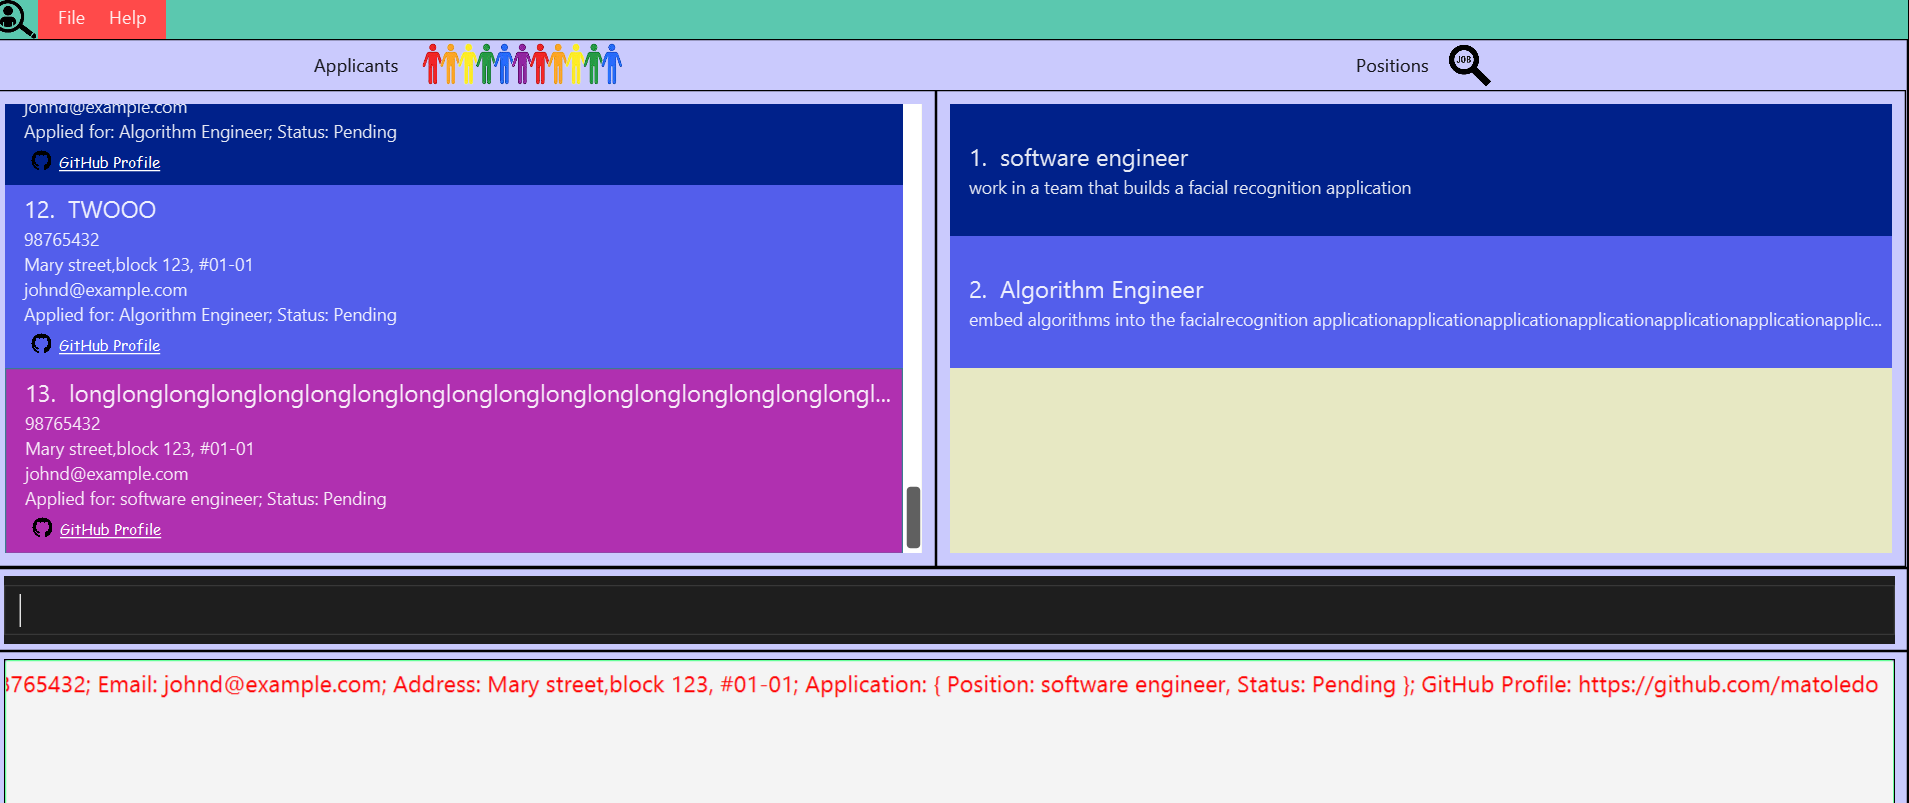 File Help
Applicants
Positions JOB
johnd@example.com
Applied for: Algorithm Engineer; Status: Pending
GitHub Profile
12. TWOOO
98765432
Mary street,block 123, #01-01
johnd@example.com
Applied for: Algorithm Engineer; Status: Pending
GitHub Profile
13. longlonglonglonglonglonglonglonglonglonglonglonglonglonglonglonglongl...
98765432
Mary street,block 123, #01-01
johnd@example.com
Applied for: software engineer; Status: Pending
GitHub Profile
1. software engineer
work in a team that builds a facial recognition application
2. Algorithm Engineer
embed algorithms into the facialrecognition applicationapplicationapplicationapplicationapplicationapplicationapplic...
8765432; Email: johnd@example.com; Address: Mary street,block 123, #01-01; Application: { Position: software engineer, Status: Pending }; GitHub Profile: https://github.com/matoledo